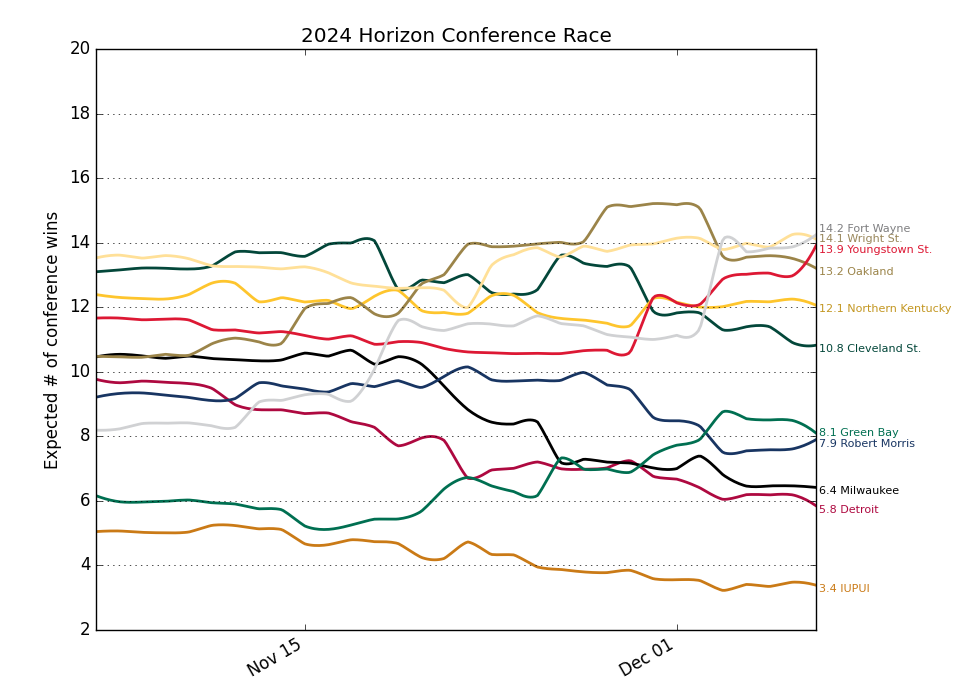 2024 Horizon Conference Race
Expected # of conference wins
20
18
16
14
12
10
8
6
4
2
Nov 15
Dec 01
14.2 Fort Wayne
14.1 Wright St.
13.9 Youngstown St.
13.2 Oakland
12.1 Northern Kentucky
10.8 Cleveland St.
8.1 Green Bay
7.9 Robert Morris
6.4 Milwaukee
5.8 Detroit
3.4 IUPUI